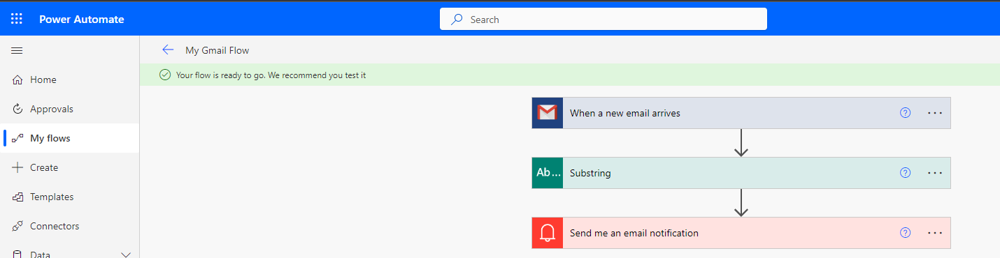 Power Automate
Search
My Gmail Flow
Your flow is ready to go. We recommend you test it
Home
Approvals
My flows
Create
Templates
Connectors
Data
When a new email arrives
?
...
Ab...
Substring
?
...
Send me an email notification
?
...